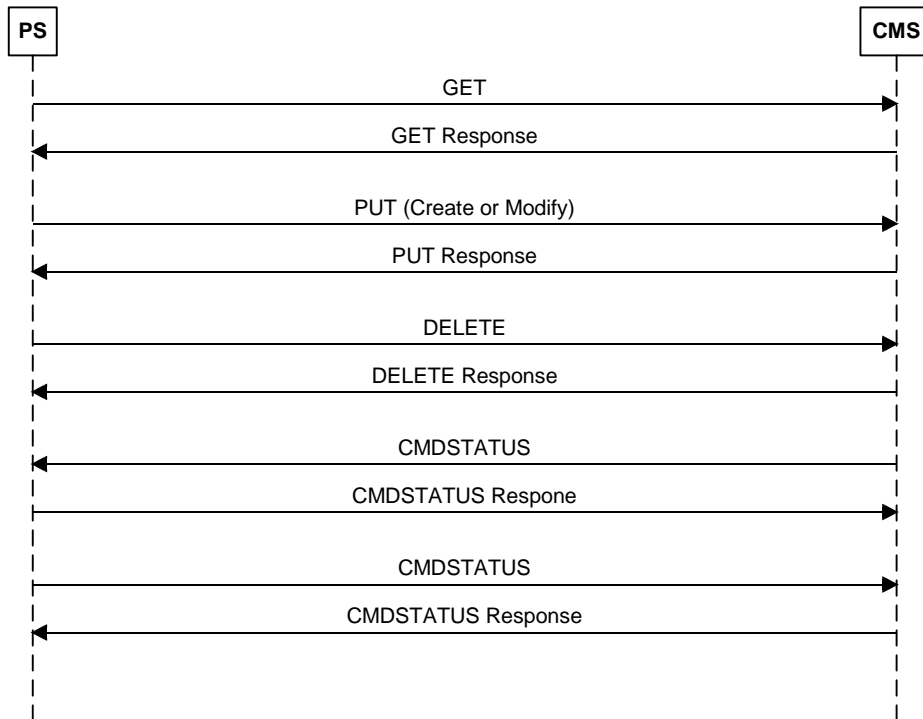 PS
CMS
GET
GET Response
PUT (Create or Modify)
PUT Response
DELETE
DELETE Response
CMDSTATUS
CMDSTATUS Respone
CMDSTATUS
CMDSTATUS Response